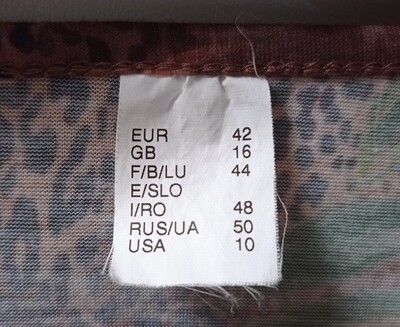 EUR 42
GB 16
F/B/LU 44
E/SLO
I/RO 48
RUS/UA 50
USA 10